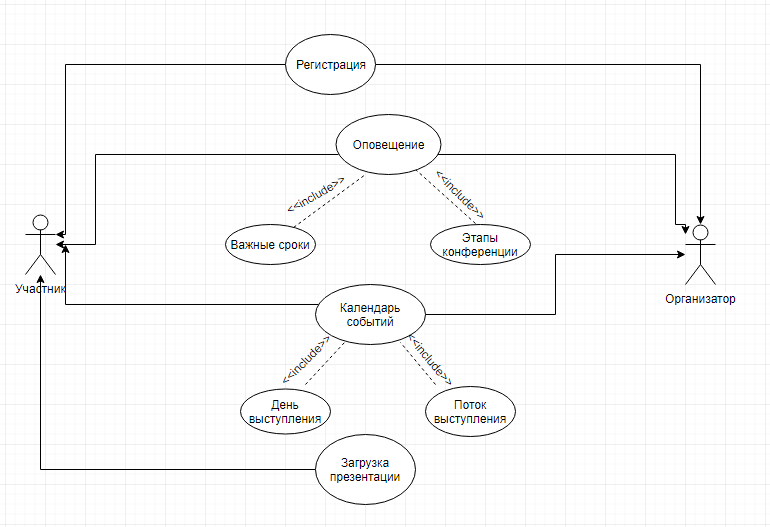 Регистрация
Оповещение
<<include>>
<<include>>
Важные сроки
Этапы
конференции
Участник
Организатор
Календарь
событий
<<include>>
<<include>>
День
выступления
Поток
выступления
Загрузка
презентации